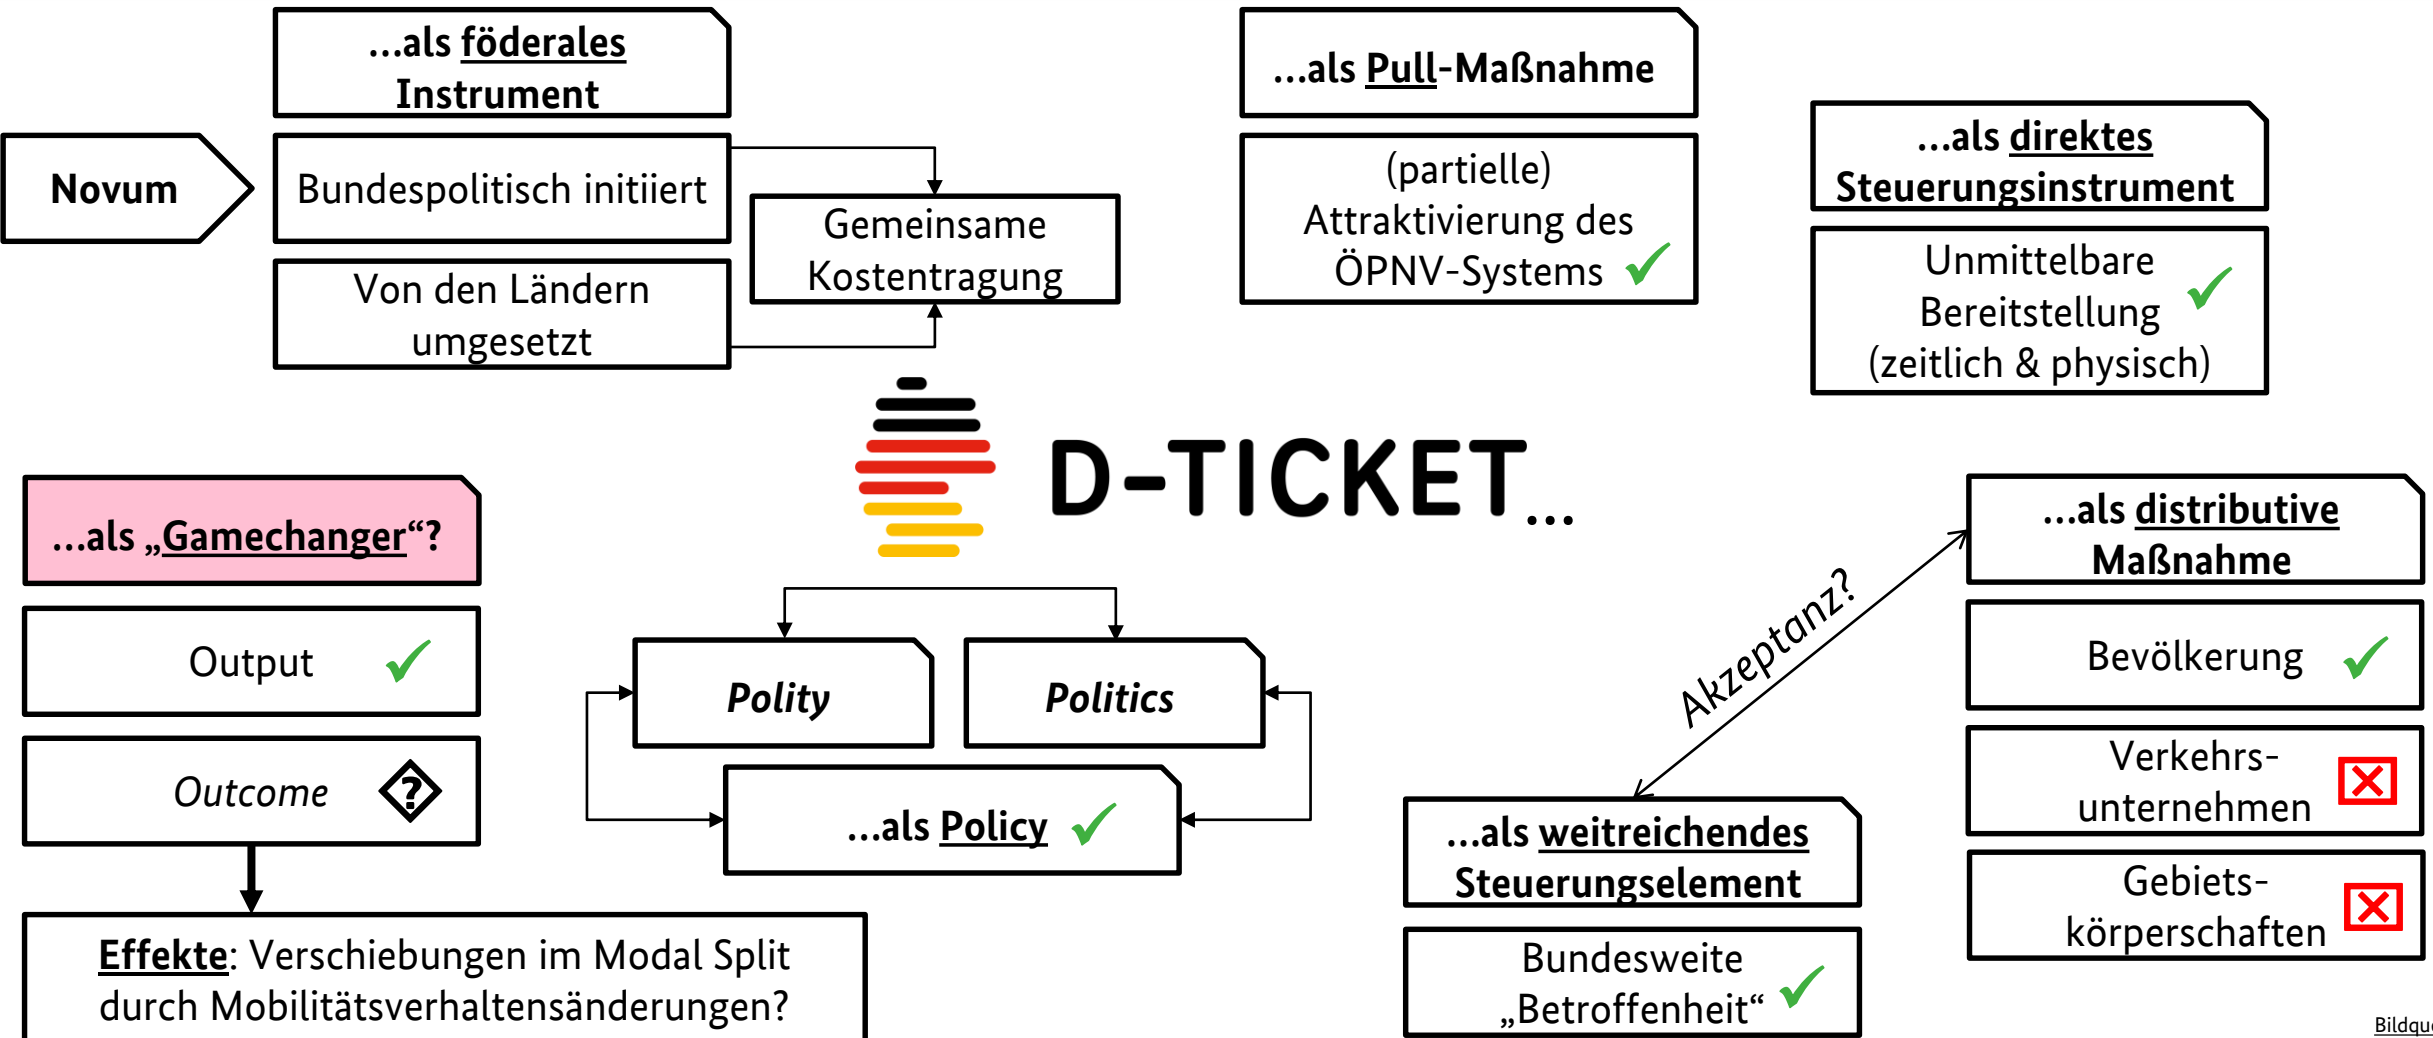 …als föderales
Instrument
Novum
Bundespolitisch initiiert
Von den Ländern
umgesetzt
Gemeinsame
Kostentragung
…als Pull-Maßnahme
(partielle)
Attraktivierung des
ÖPNV-Systems
…als direktes
Steuerungsinstrument
Unmittelbare
Bereitstellung
(zeitlich & physisch)
D-TICKET…
…als „Gamechanger“?
Output
Outcome
?
Effekte: Verschiebungen im Modal Split
durch Mobilitätsverhaltensänderungen?
Polity
Politics
…als Policy
Akzeptanz?
…als weitreichendes
Steuerungselement
Bundesweite
„Betroffenheit“
…als distributive
Maßnahme
Bevölkerung
Verkehrs-
unternehmen
Gebiets-
körperschaften